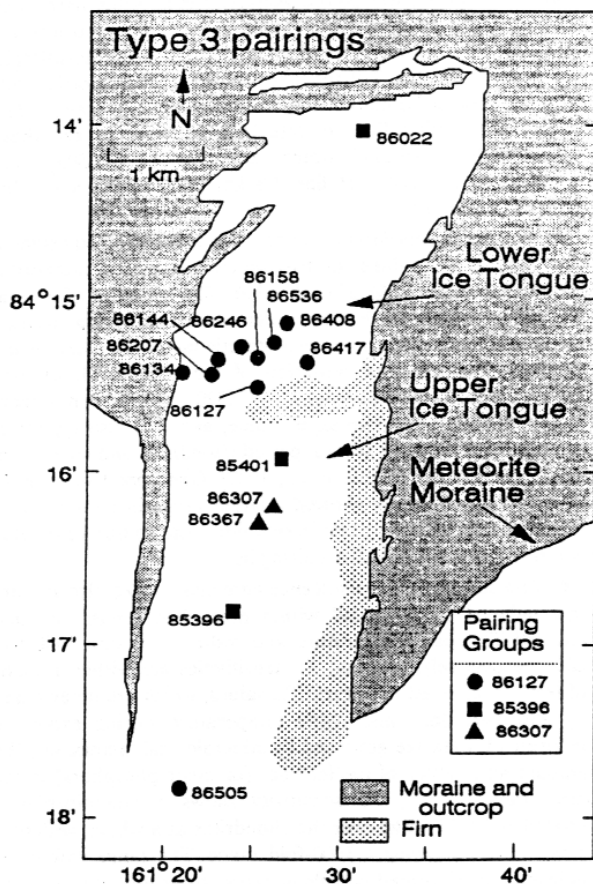 Type 3 pairings
N
1 km
14'
86022
Lower
Ice Tongue
86158
86536
84° 15'
86144
86246
86408
86207
86417
86134
86127
Upper
Ice Tongue
16'
85401
Meteorite
Moraine
86307
86367
85396
17'
Pairing
Groups
86127
85396
86307
86505
Moraine and
outcrop
18'
Firn
161° 20'
30'
40'